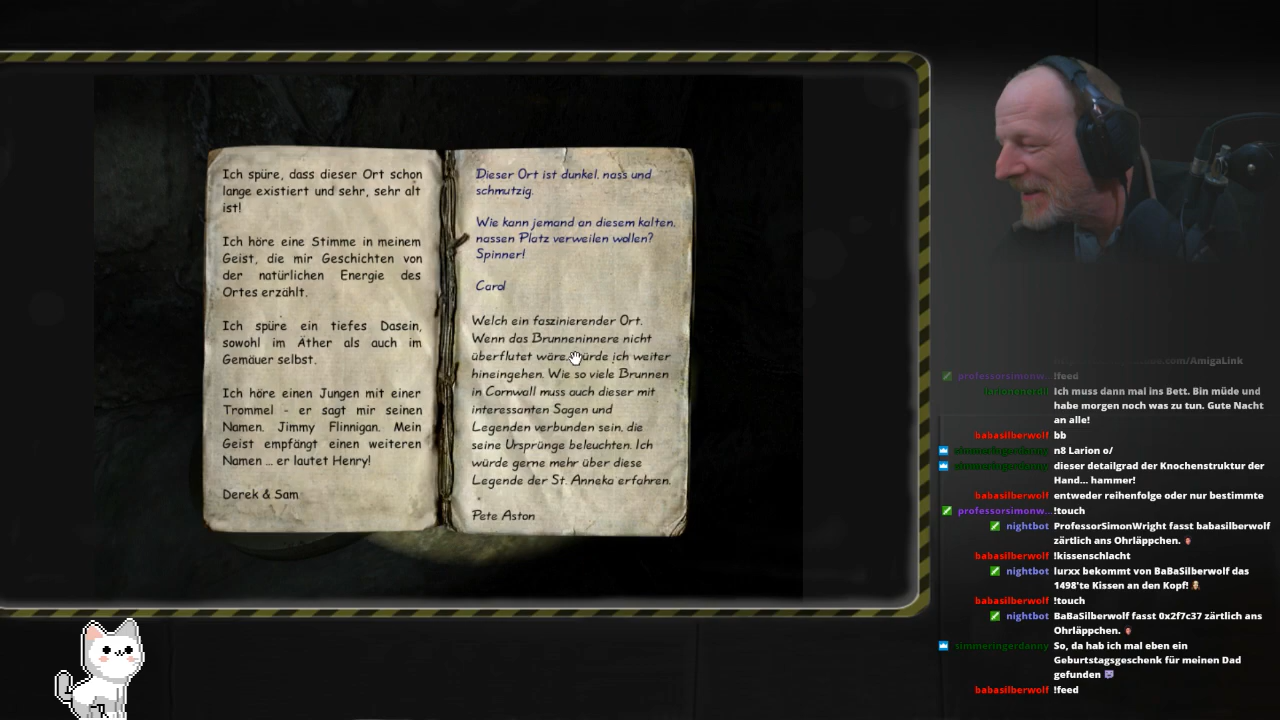 Ich spüre, dass dieser Ort schon
lange existiert und sehr, sehr alt
ist!
Ich höre eine Stimme in meinem
Geist, die mir Geschichten von
der natürlichen Energie des
Ortes erzählt.
Ich spüre ein tiefes Dasein,
sowohl im Äther als auch im
Gemäuer selbst.
Ich höre einen Jungen mit einer
Trommel - er sagt mir seinen
Namen. Jimmy Flinnigan. Mein
Geist empfängt einen weiteren
Namen ... er lautet Henry!
Derek & Sam
Dieser Ort ist dunkel, nass und
schmutzig.
Wie kann jemand an diesem kalten,
nassen Platz verweilen wollen?
Spinner!
Carol
Welch ein faszinierender Ort.
Wenn das Brunneninnere nicht
überflutet wäre, würde ich weiter
hineingehen. Wie so viele Brunnen
in Cornwall muss auch dieser mit
interessanten Sagen und
Legenden verbunden sein, die
seine Ursprünge beleuchten. Ich
würde gerne mehr über diese
Legende der St. Anneka erfahren.
Pete Aston
.com/AmigaLink
professorsimonw... !feed
Ich muss dann mal ins Bett. Bin müde und
habe morgen noch was zu tun. Gute Nacht
an alle!
babasilberwolf bb
simmeringerdanny n8 Larion o/
simmeringerdanny dieser detailgrad der Knochenstruktur der
Hand... hammer!
babasilberwolf entweder reihenfolge oder nur bestimmte
professorsimonw... !touch
nightbot ProfessorSimonWright fasst babasilberwolf
zärtlich ans Ohrläppchen.
babasilberwolf !kissenschlacht
nightbot lurxx bekommt von BaBaSilberwolf das
1498'te Kissen an den Kopf!
babasilberwolf !touch
nightbot BaBaSilberwolf fasst 0x2f7c37 zärtlich ans
Ohrläppchen.
simmeringerdanny So, da hab ich mal eben ein
Geburtstagsgeschenk für meinen Dad
gefunden
babasilberwolf !feed